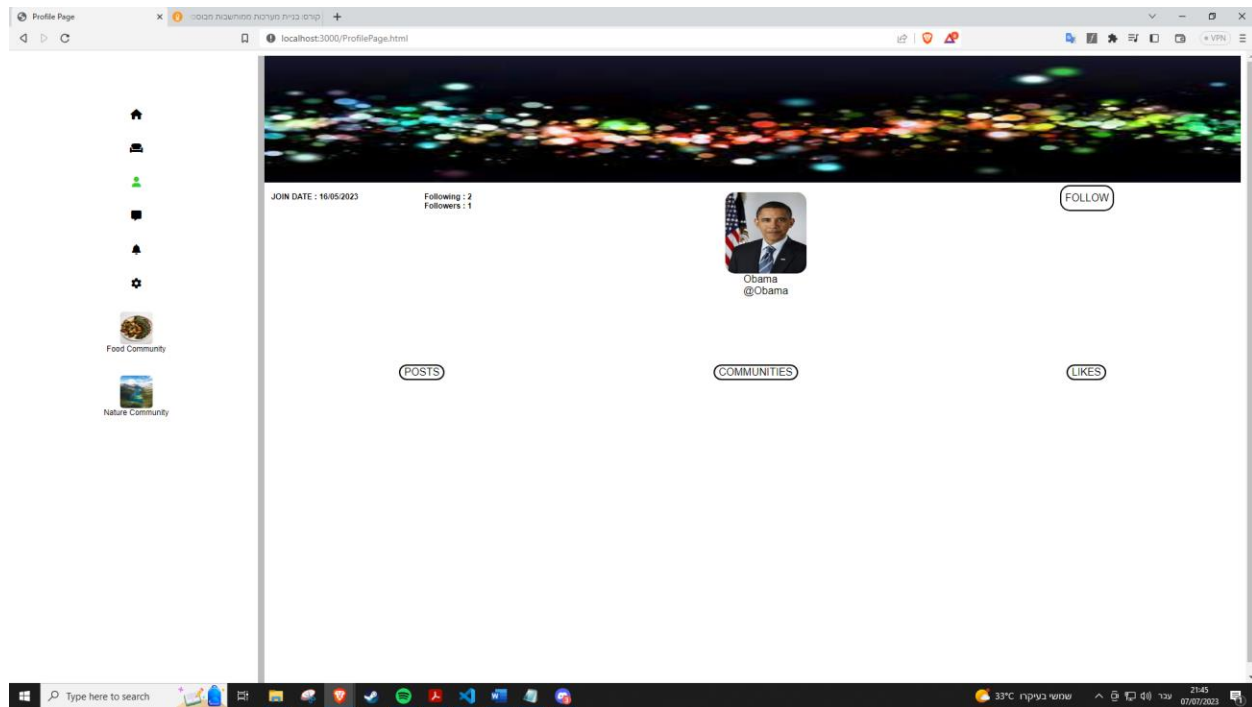 Profile Page
קורס: בניית מערכות ממוחשבות מבוסס
localhost:3000/ProfilePage.html
VPN
JOIN DATE : 16/05/2023
Following : 2
Followers : 1
FOLLOW
Obama
@Obama
Food Community
Nature Community
POSTS
COMMUNITIES
LIKES
Type here to search
33°C שמשי בעיקרו
עבר
21:45
07/07/2023